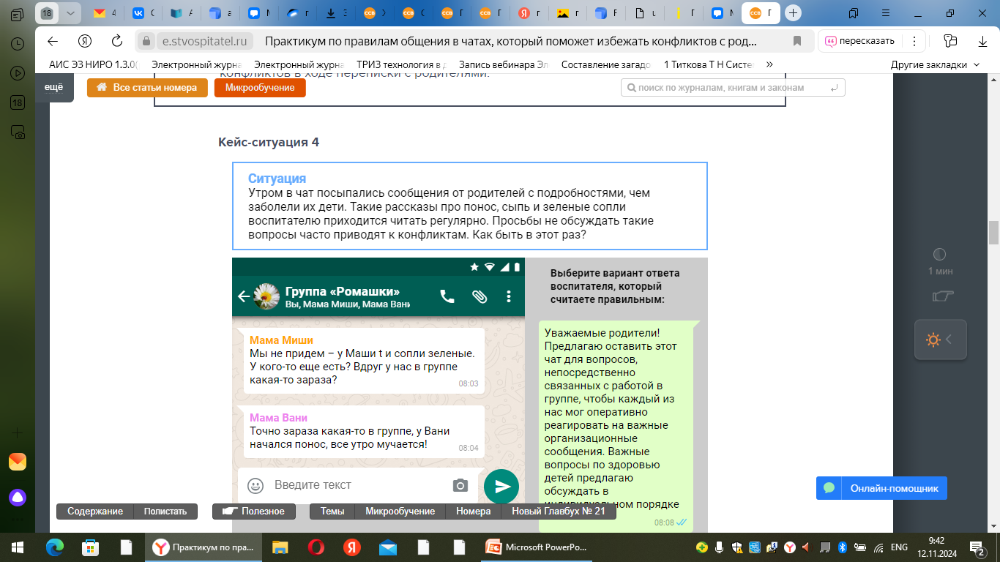 18
4
С
А
а
М
г
З
У
С
Г
Г
г
г
F
u
Г
М
Г
e.stvospitatel.ru
Практикум по правилам общения в чатах, который поможет избежать конфликтов с род...
пересказать
АИС ЭЗ НИРО 1.3.0(
Электронный журна
Электронный журна
ТРИЗ технология в д
Запись вебинара Эл
Составление загадо
1 Титкова Т Н Систе
»
Другие закладки
конфликтов в ходе переписки с родителями.
ещё
Все статьи номера
Микрообучение
поиск по журналам, книгам и законам
18
Кейс-ситуация 4
Ситуация
Утром в чат посыпались сообщения от родителей с подробностями, чем
заболели их дети. Такие рассказы про понос, сыпь и зеленые сопли
воспитателю приходится читать регулярно. Просьбы не обсуждать такие
вопросы часто приводят к конфликтам. Как быть в этот раз?
Группа «Ромашки»
Вы, Мама Миши, Мама Вани
Мама Миши
Мы не придем – у Маши t и сопли зеленые.
У кого-то еще есть? Вдруг у нас в группе
какая-то зараза?
08:03
Мама Вани
Точно зараза какая-то в группе, у Вани
начался понос, все утро мучается!
08:04
Введите текст
Выберите вариант ответа
воспитателя, который
считаете правильным:
Уважаемые родители!
Предлагаю оставить этот
чат для вопросов,
непосредственно
связанных с работой в
группе, чтобы каждый из
нас мог оперативно
реагировать на важные
организационные
сообщения. Важные
вопросы по здоровью
детей предлагаю
обсуждать в
индивидуальном порядке
08:08
1 мин
Онлайн-помощник
Содержание
Полистать
Полезное
Темы
Микрообучение
Номера
Новый Главбух № 21
Практикум по пра...
Microsoft PowerPo...
ENG
9:42
12.11.2024
2